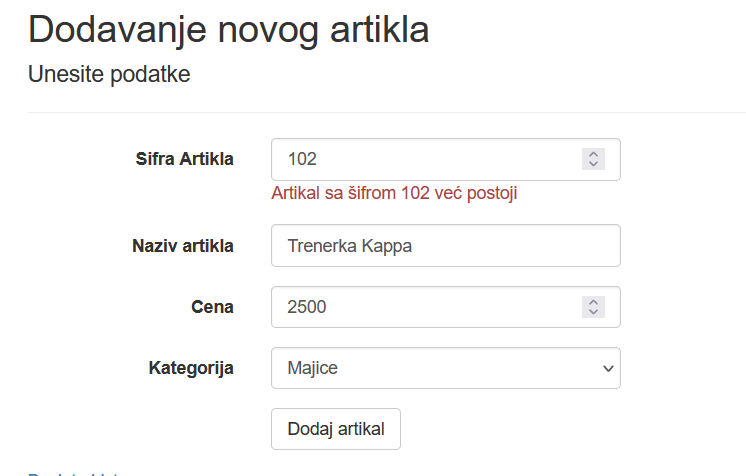 Dodavanje novog artikla
Unesite podatke
Sifra Artikla 102
Artikal sa šifrom 102 već postoji
Naziv artikla Trenerka Kappa
Cena 2500
Kategorija Majice
Dodaj artikal